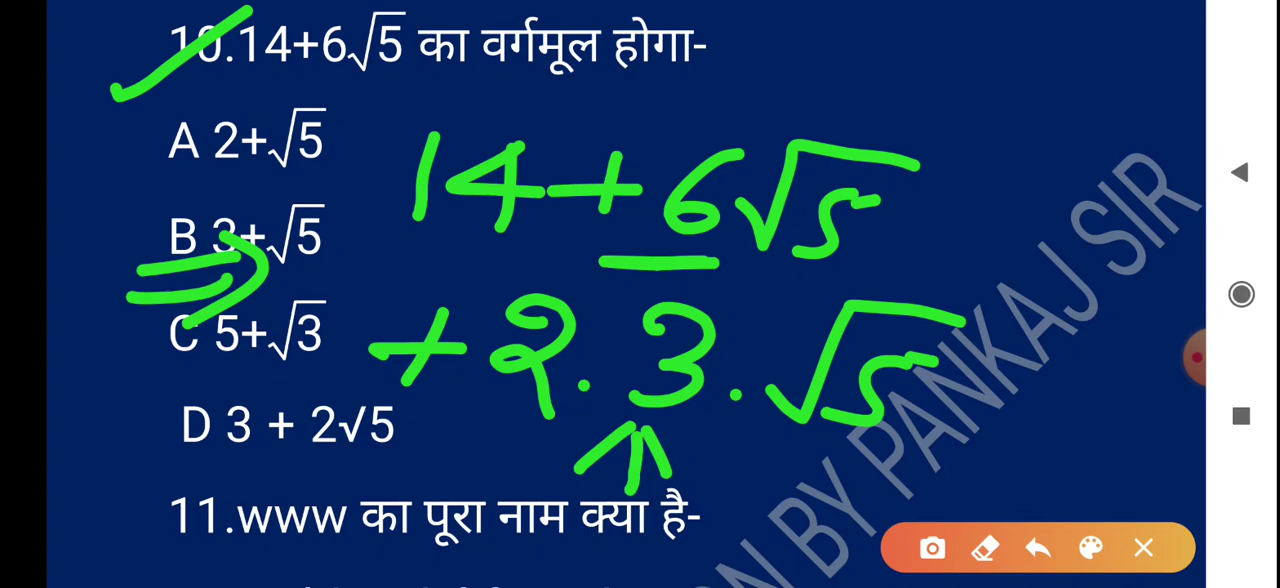 10.14+6√5 का वर्गमूल होगा-
A 2+√5
14+6√5
B 3+√5
+2.3.√5
C 5+√3
D 3 + 2√5
11.www का पूरा नाम क्या है-
ON BY PANKAJ SIR